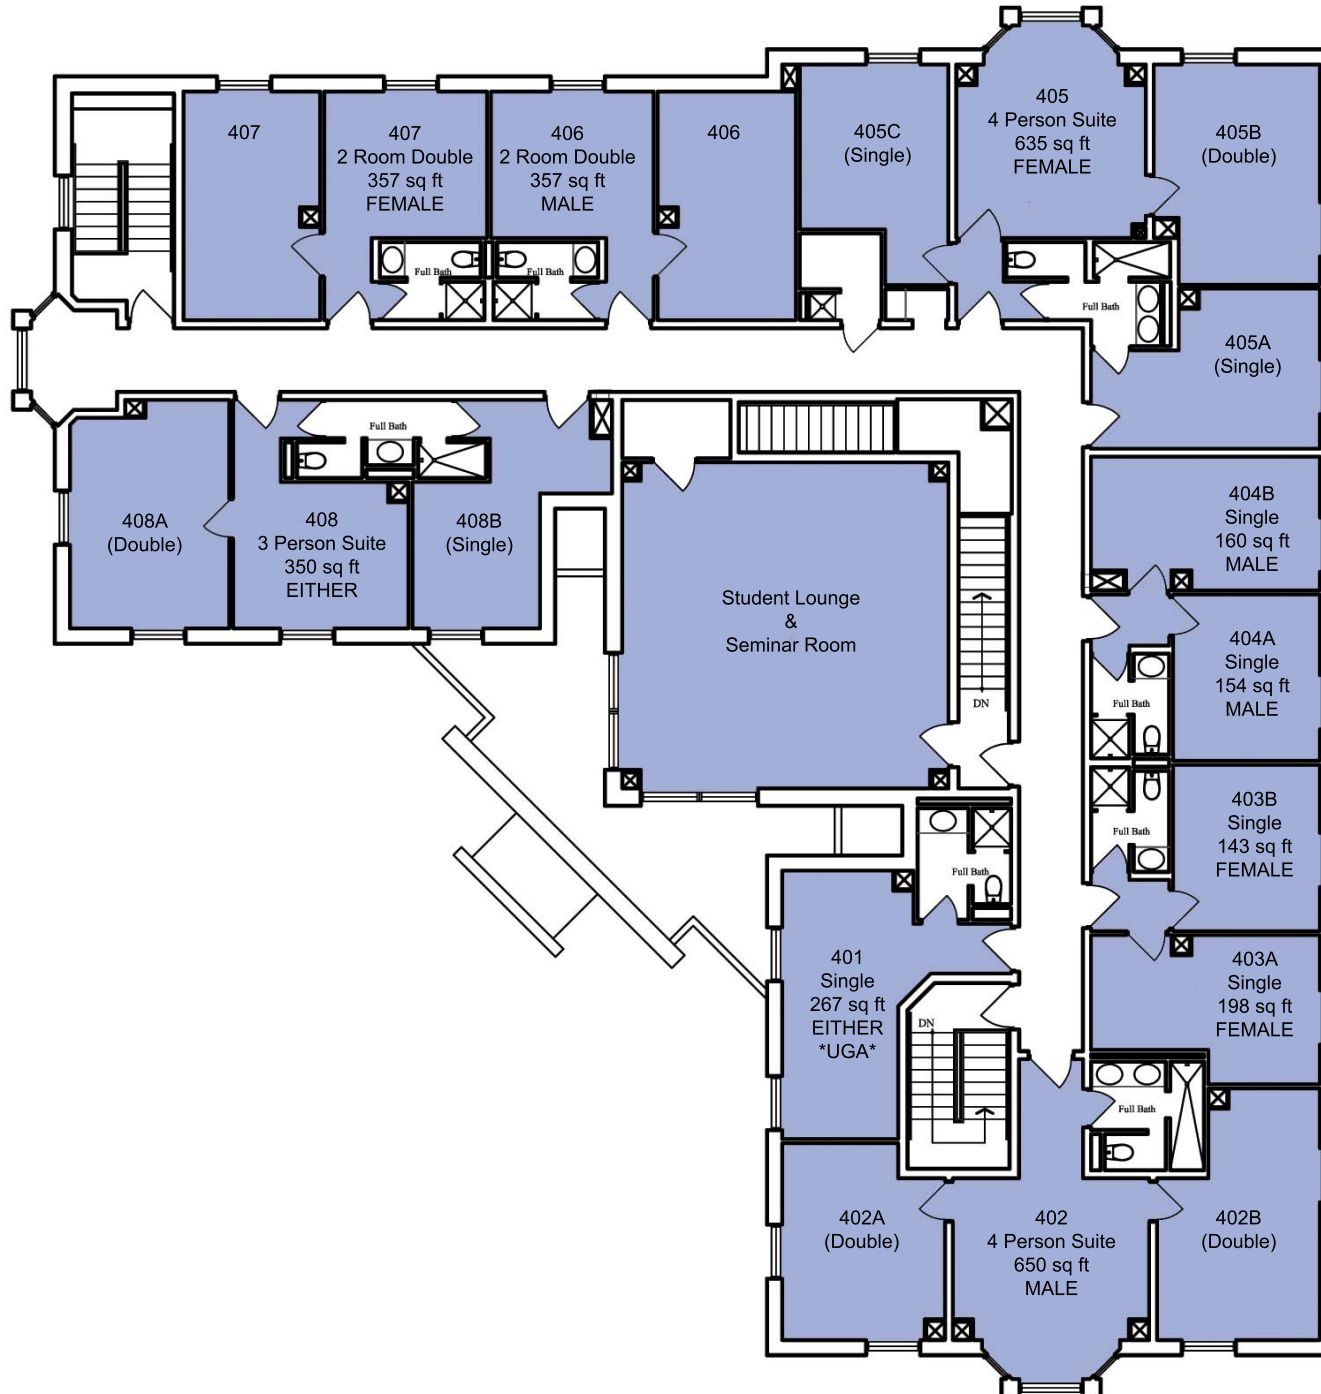 407
407
2 Room Double
357 sq ft
FEMALE
406
2 Room Double
357 sq ft
MALE
406
405C
(Single)
405
4 Person Suite
635 sq ft
FEMALE
405B
(Double)
Full Bath
Full Bath
Full Bath
405A
(Single)
408A
(Double)
Full Bath
408
3 Person Suite
350 sq ft
EITHER
408B
(Single)
Student Lounge
&
Seminar Room
DN
404B
Single
160 sq ft
MALE
404A
Single
154 sq ft
MALE
Full Bath
403B
Single
143 sq ft
FEMALE
Full Bath
403A
Single
198 sq ft
FEMALE
Full Bath
401
Single
267 sq ft
EITHER
*UGA*
DN
Full Bath
402A
(Double)
402
4 Person Suite
650 sq ft
MALE
402B
(Double)